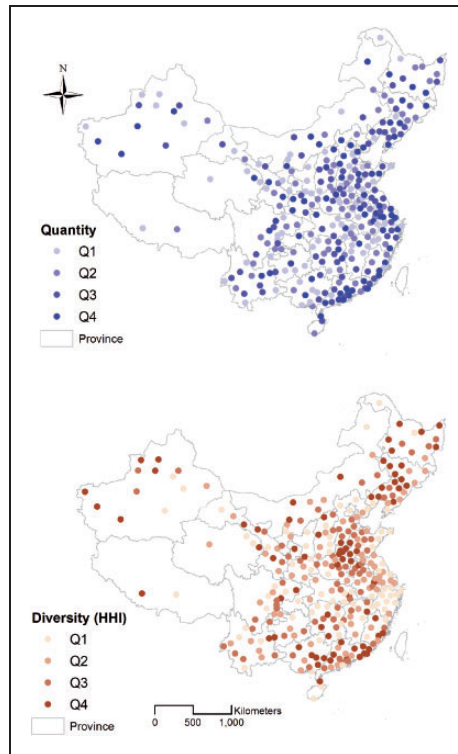 N
Quantity
Q1
Q2
Q3
Q4
Province
Diversity (HHI)
Q1
Q2
Q3
Q4
Province
Kilometers
0 500 1,000